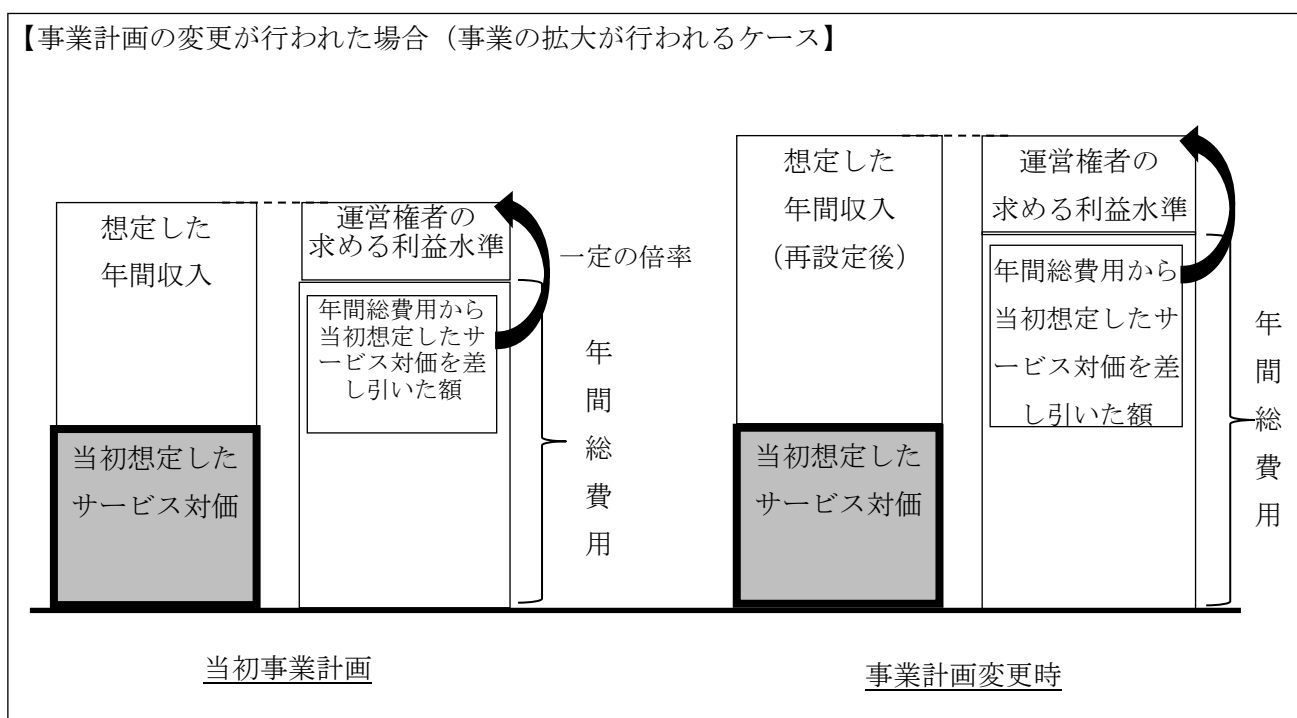 【事業計画の変更が行われた場合（事業の拡大が行われるケース】
想定した
年間収入
当初想定した
サービス対価
運営権者の
求める利益水準
一定の倍率
年間総費用から
当初想定したサ
ービス対価を差
し引いた額
年間総費用
当初事業計画
想定した
年間収入
（再設定後）
当初想定した
サービス対価
運営権者の
求める利益水準
年間総費用から
当初想定したサ
ービス対価を差
し引いた額
年間総費用
事業計画変更時